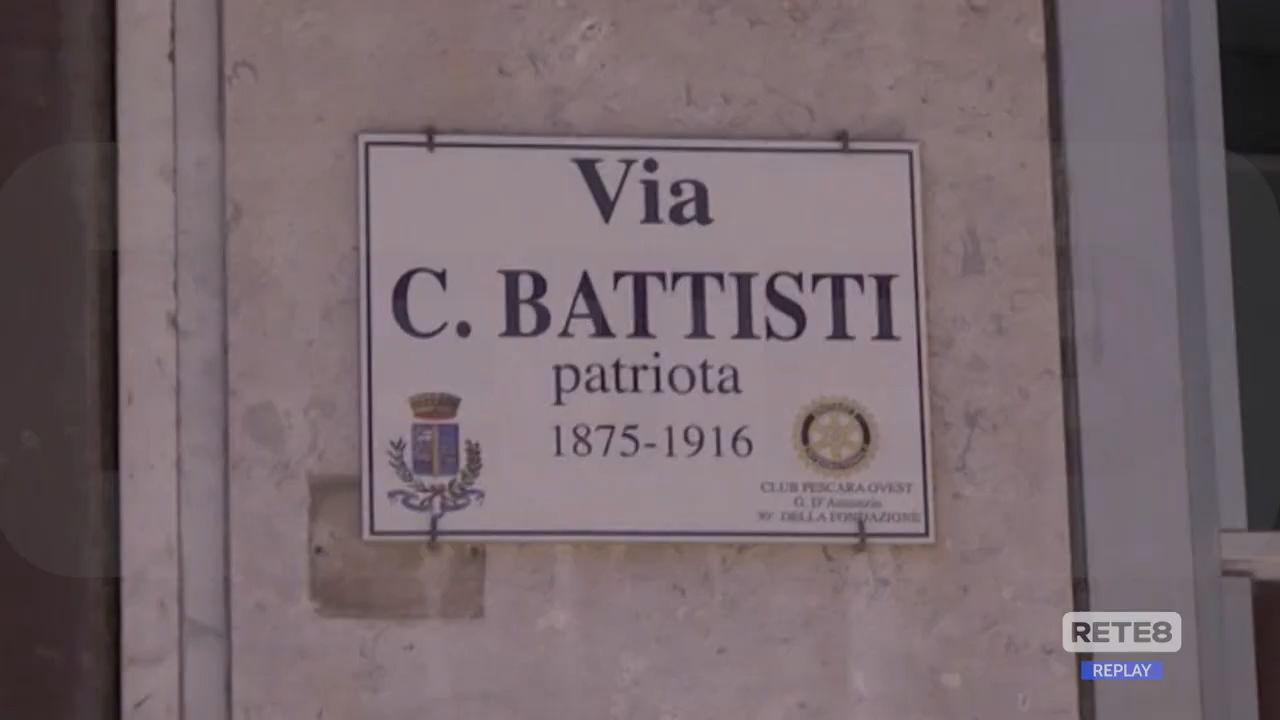 Via
C. BATTISTI
patriota
1875-1916
CLUB PESCARA OVEST
G. D'Annunzio
DELLA FONDAZIONE
RETE8
REPLAY